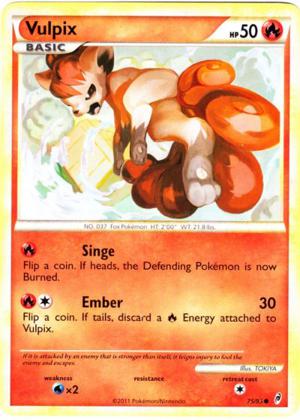 Vulpix HP 50
BASIC
NO. 037 Fox Pokémon HT. 2'00" WT. 21.8 lbs.
Singe
Flip a coin. If heads, the Defending Pokémon is now
Burned.
Ember 30
Flip a coin. If tails, discard a Energy attached to
Vulpix.
If it is attacked by an enemy that is stronger than itself, it feigns injury to fool
the enemy and escapes. Illus. TOKIYA
weakness resistance retreat cost
×2
©2011 Pokémon/Nintendo